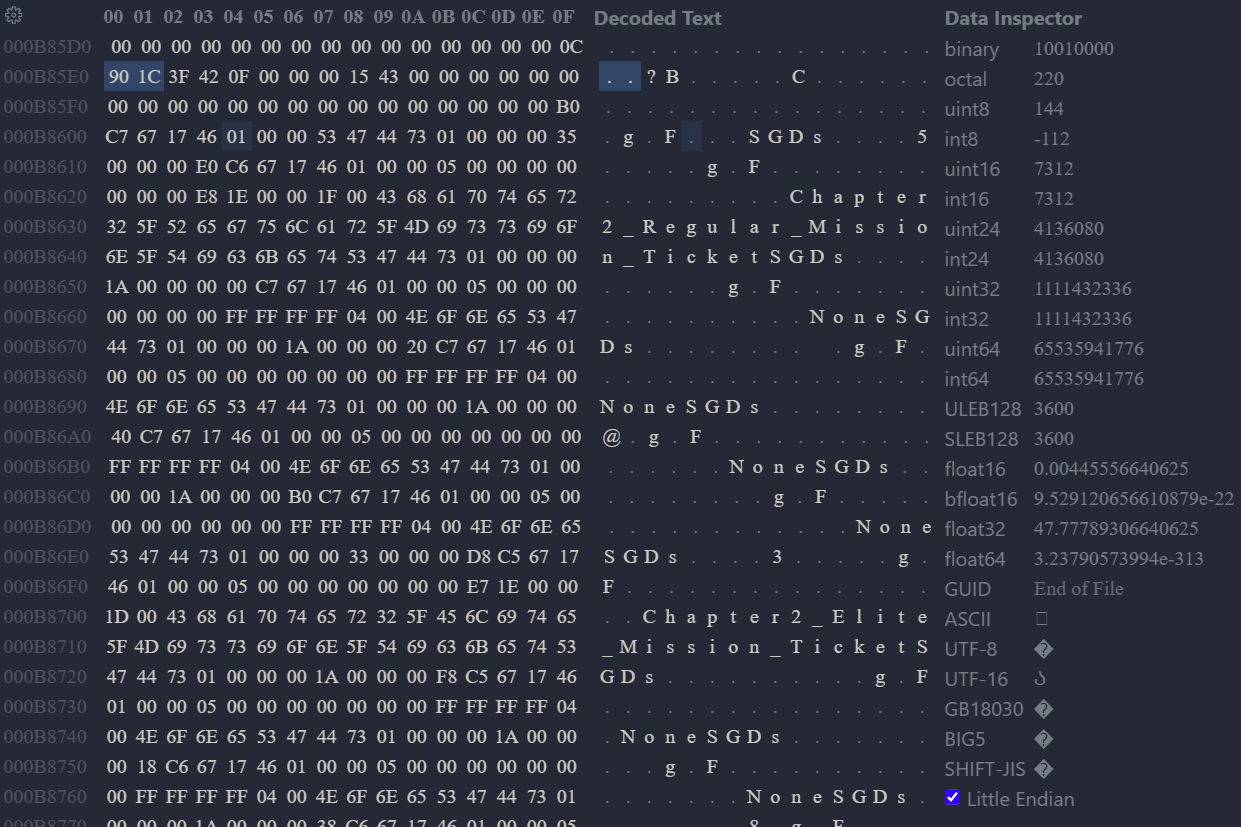 00 01 02 03 04 05 06 07 08 09 0A 0B 0C 0D 0E 0F Decoded Text Data Inspector
000B85D0 00 00 00 00 00 00 00 00 00 00 00 00 00 00 00 0C . . . . . . . . . . . . . . . . binary 10010000
000B85E0 90 1C 3F 42 0F 00 00 00 15 43 00 00 00 00 00 00 . . ? B . . . . . C . . . . . . octal 220
000B85F0 00 00 00 00 00 00 00 00 00 00 00 00 00 00 00 B0 . . . . . . . . . . . . . . . . uint8 144
000B8600 C7 67 17 46 01 00 00 53 47 44 73 01 00 00 00 35 . g . F . . . S G D s . . . . 5 int8 -112
000B8610 00 00 00 E0 C6 67 17 46 01 00 00 05 00 00 00 00 . . . . . g . F . . . . . . . . uint16 7312
000B8620 00 00 00 E8 1E 00 00 1F 00 43 68 61 70 74 65 72 . . . . . . . . . C h a p t e r int16 7312
000B8630 32 5F 52 65 67 75 6C 61 72 5F 4D 69 73 73 69 6F 2 _ R e g u l a r _ M i s s i o uint24 4136080
000B8640 6E 5F 54 69 63 6B 65 74 53 47 44 73 01 00 00 00 n _ T i c k e t S G D s . . . . int24 4136080
000B8650 1A 00 00 00 00 C7 67 17 46 01 00 00 05 00 00 00 . . . . . . g . F . . . . . . . uint32 1111432336
000B8660 00 00 00 00 FF FF FF FF 04 00 4E 6F 6E 65 53 47 . . . . . . . . . . N o n e S G int32 1111432336
000B8670 44 73 01 00 00 00 1A 00 00 00 20 C7 67 17 46 01 D s . . . . . . . . . g . F . uint64 65535941776
000B8680 00 00 05 00 00 00 00 00 00 00 FF FF FF FF 04 00 . . . . . . . . . . . . . . . . int64 65535941776
000B8690 4E 6F 6E 65 53 47 44 73 01 00 00 00 1A 00 00 00 N o n e S G D s . . . . . . . . ULEB128 3600
000B86A0 40 C7 67 17 46 01 00 00 05 00 00 00 00 00 00 00 @ . g . F . . . . . . . . . . . SLEB128 3600
000B86B0 FF FF FF FF 04 00 4E 6F 6E 65 53 47 44 73 01 00 . . . . . . N o n e S G D s . . float16 0.00445556640625
000B86C0 00 00 1A 00 00 00 B0 C7 67 17 46 01 00 00 05 00 . . . . . . . . g . F . . . . . bfloat16 9.529120656610879e-22
000B86D0 00 00 00 00 00 00 FF FF FF FF 04 00 4E 6F 6E 65 . . . . . . . . . . . . N o n e float32 47.77789306640625
000B86E0 53 47 44 73 01 00 00 00 33 00 00 00 D8 C5 67 17 S G D s . . . . 3 . . . . . g . float64 3.23790573994e-313
000B86F0 46 01 00 00 05 00 00 00 00 00 00 00 E7 1E 00 00 F . . . . . . . . . . . . . . . GUID End of File
000B8700 1D 00 43 68 61 70 74 65 72 32 5F 45 6C 69 74 65 . . C h a p t e r 2 _ E l i t e ASCII
000B8710 5F 4D 69 73 73 69 6F 6E 5F 54 69 63 6B 65 74 53 _ M i s s i o n _ T i c k e t S UTF-8 �
000B8720 47 44 73 01 00 00 00 1A 00 00 00 F8 C5 67 17 46 G D s . . . . . . . . . . g . F UTF-16
000B8730 01 00 00 05 00 00 00 00 00 00 00 FF FF FF FF 04 . . . . . . . . . . . . . . . . GB18030 �
000B8740 00 4E 6F 6E 65 53 47 44 73 01 00 00 00 1A 00 00 . N o n e S G D s . . . . . . . BIG5 �
000B8750 00 18 C6 67 17 46 01 00 00 05 00 00 00 00 00 00 . . . g . F . . . . . . . . . . SHIFT-JIS �
000B8760 00 FF FF FF FF 04 00 4E 6F 6E 65 53 47 44 73 01 . . . . . . . N o n e S G D s . Little Endian
000B8770 00 00 00 1A 00 00 00 38 C6 67 17 46 01 00 00 05 . . . . . . . 8 . g . F . . . .